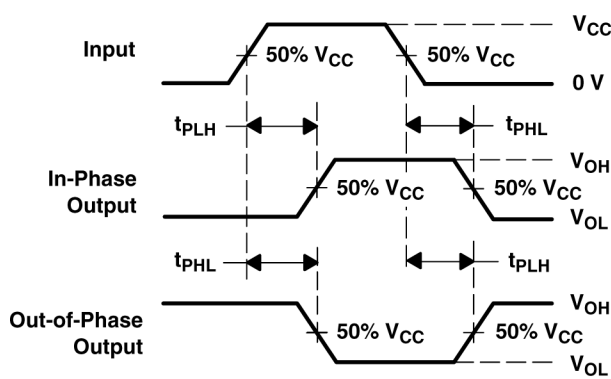 V_CC
Input
50% V_CC
50% V_CC
0 V
t_PLH
t_PHL
V_OH
In-Phase
Output
50% V_CC
50% V_CC
V_OL
t_PHL
t_PLH
V_OH
Out-of-Phase
Output
50% V_CC
50% V_CC
V_OL